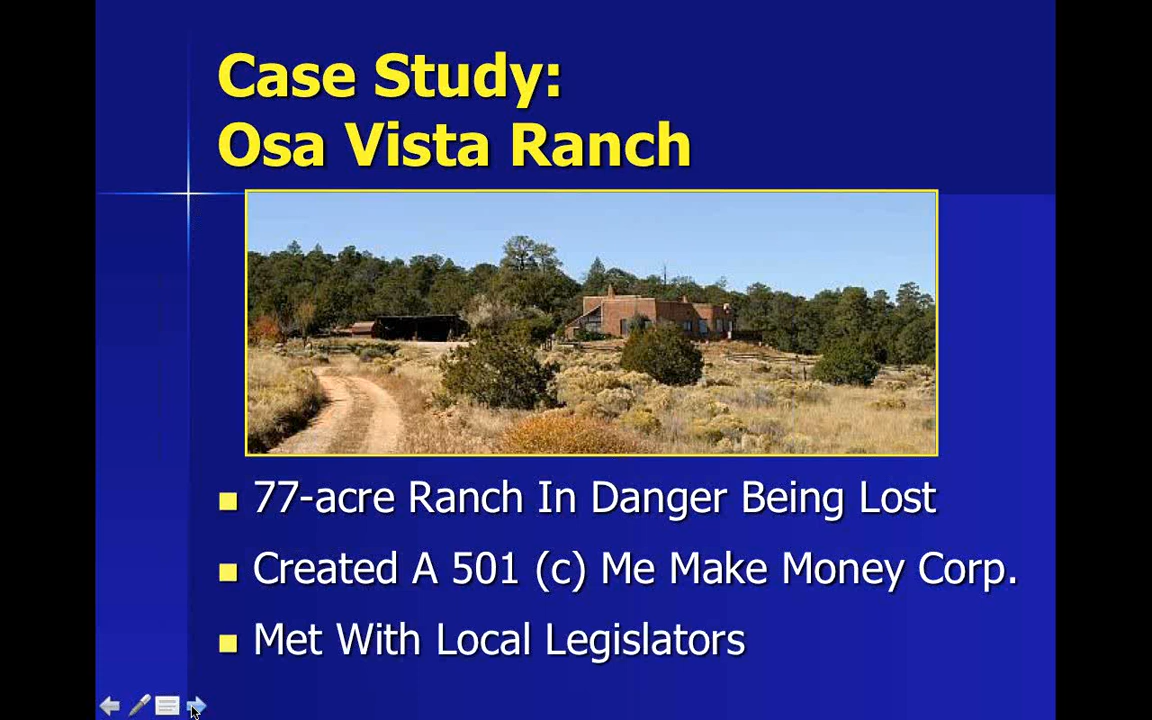 Case Study:
Osa Vista Ranch
77-acre Ranch In Danger Being Lost
Created A 501 (c) Me Make Money Corp.
Met With Local Legislators